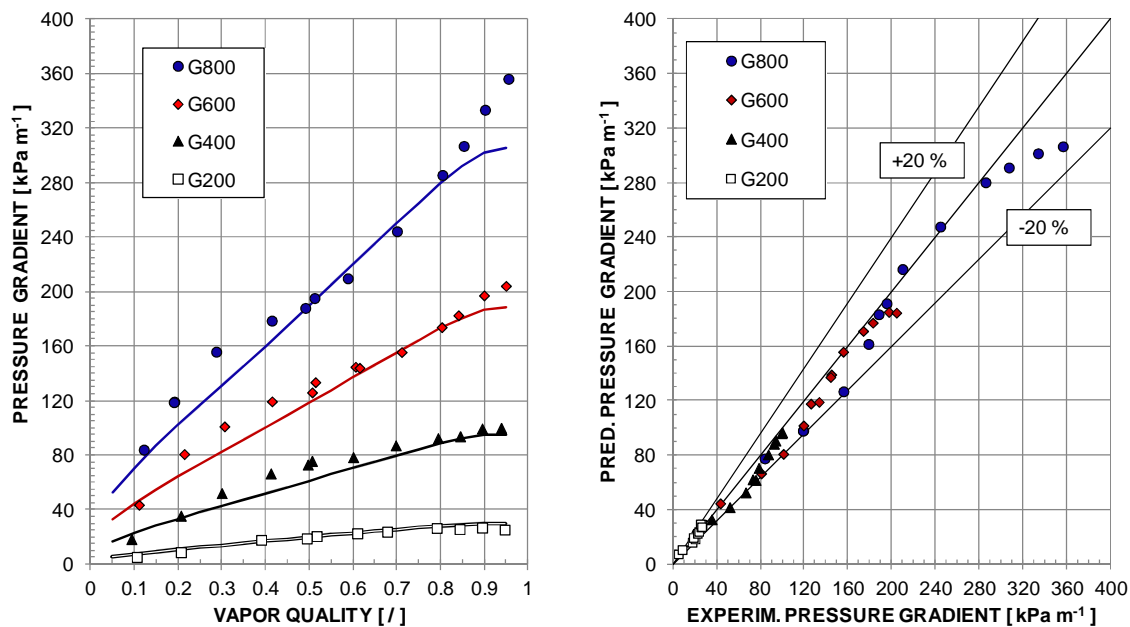 PRESSURE GRADIENT [ kPa m-1 ]
400
360
320
280
240
200
160
120
80
40
0
G800
G600
G400
G200
0 0.1 0.2 0.3 0.4 0.5 0.6 0.7 0.8 0.9 1
VAPOR QUALITY [ / ]
PRED. PRESSURE GRADIENT [ kPa m-1 ]
400
360
320
280
240
200
160
120
80
40
0
G800
G600
G400
G200
+20 %
-20 %
0 40 80 120 160 200 240 280 320 360 400
EXPERIM. PRESSURE GRADIENT [ kPa m-1 ]